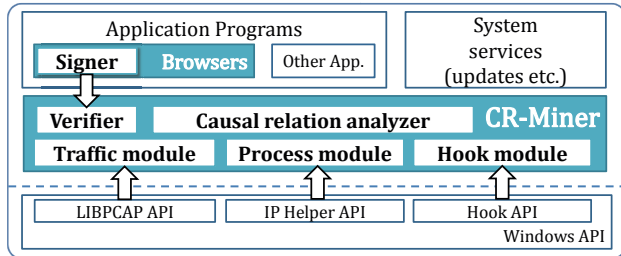 Application Programs
Signer
Browsers
Other App.
System
services
(updates etc.)
Verifier
Causal relation analyzer
CR-Miner
Traffic module
Process module
Hook module
LIBPCAP API
IP Helper API
Hook API
Windows API